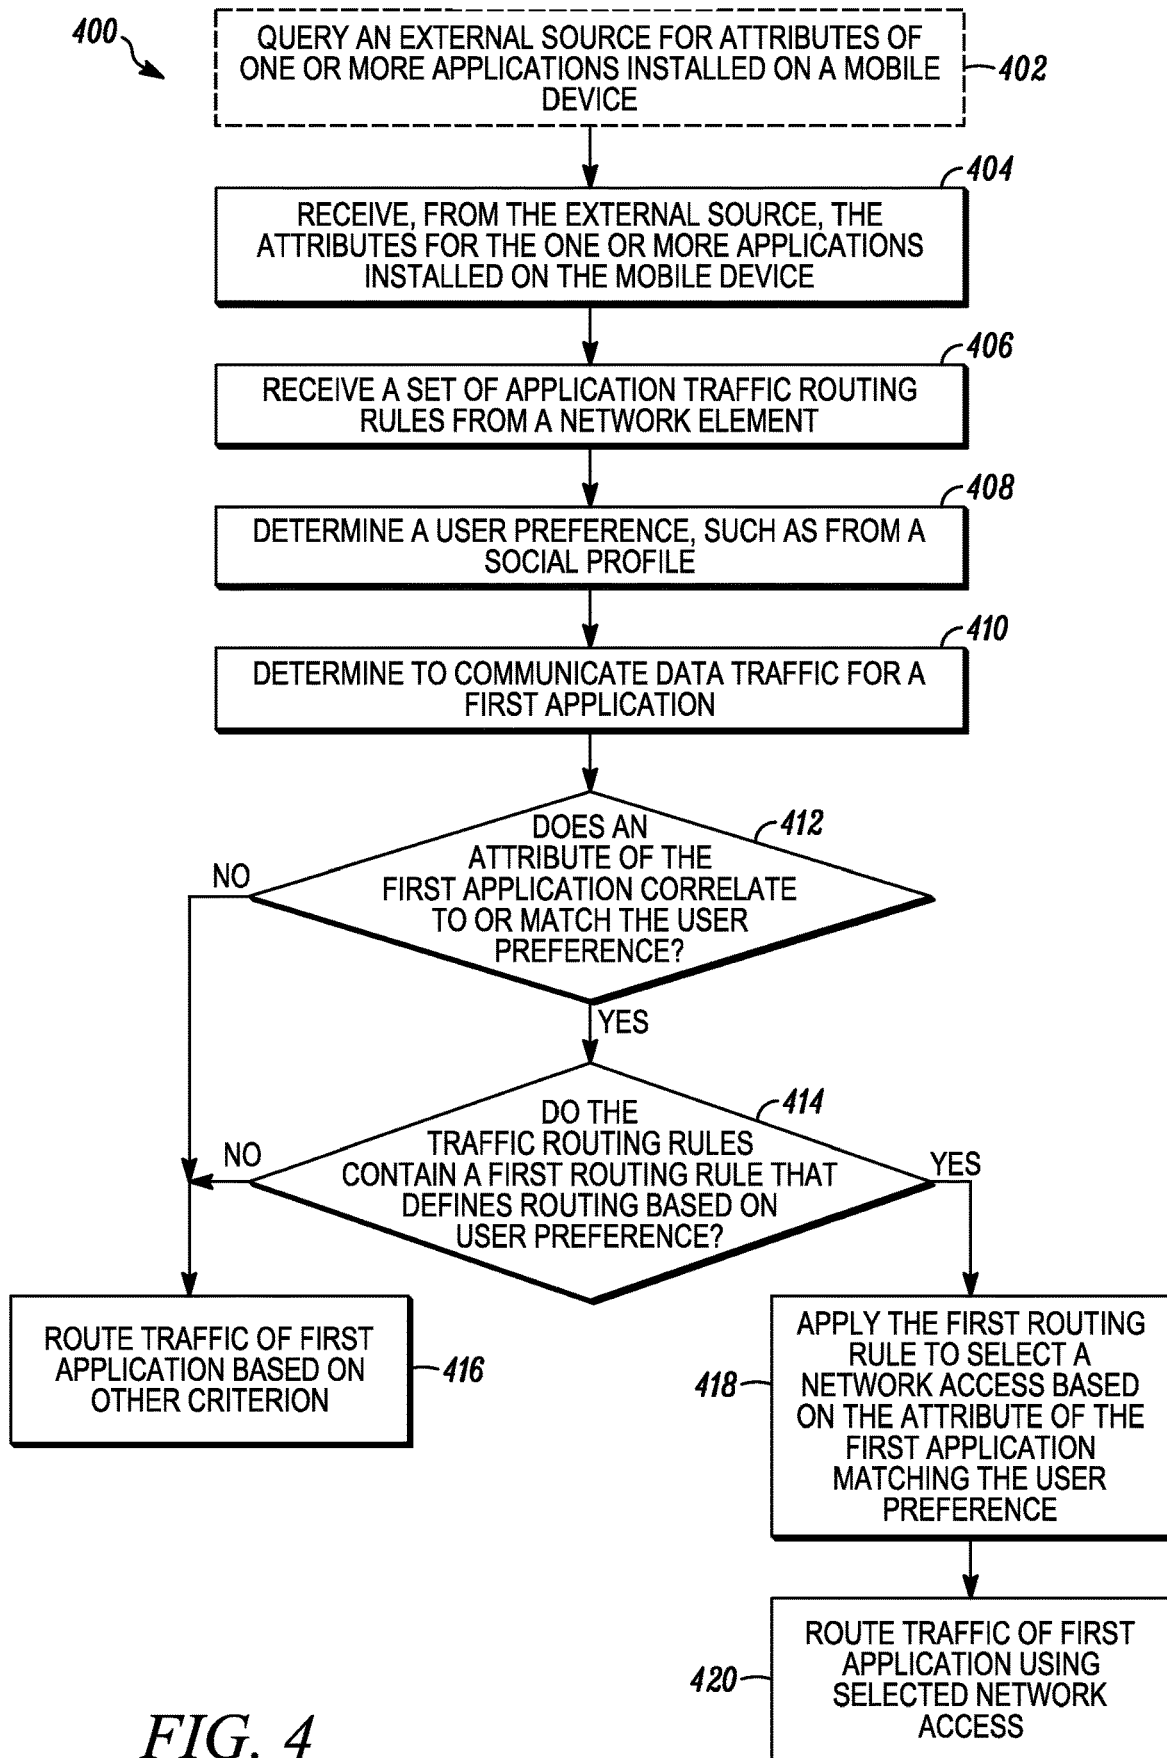 400
QUERY AN EXTERNAL SOURCE FOR ATTRIBUTES OF
ONE OR MORE APPLICATIONS INSTALLED ON A MOBILE
DEVICE
402
404
RECEIVE, FROM THE EXTERNAL SOURCE, THE
ATTRIBUTES FOR THE ONE OR MORE APPLICATIONS
INSTALLED ON THE MOBILE DEVICE
406
RECEIVE A SET OF APPLICATION TRAFFIC ROUTING
RULES FROM A NETWORK ELEMENT
408
DETERMINE A USER PREFERENCE, SUCH AS FROM A
SOCIAL PROFILE
410
DETERMINE TO COMMUNICATE DATA TRAFFIC FOR A
FIRST APPLICATION
412
DOES AN
ATTRIBUTE OF THE
FIRST APPLICATION CORRELATE
TO OR MATCH THE USER
PREFERENCE?
NO
YES
414
DO THE
TRAFFIC ROUTING RULES
CONTAIN A FIRST ROUTING RULE THAT
DEFINES ROUTING BASED ON
USER PREFERENCE?
NO
YES
ROUTE TRAFFIC OF FIRST
APPLICATION BASED ON
OTHER CRITERION
416
418
APPLY THE FIRST ROUTING
RULE TO SELECT A
NETWORK ACCESS BASED
ON THE ATTRIBUTE OF THE
FIRST APPLICATION
MATCHING THE USER
PREFERENCE
420
ROUTE TRAFFIC OF FIRST
APPLICATION USING
SELECTED NETWORK
ACCESS
FIG. 4